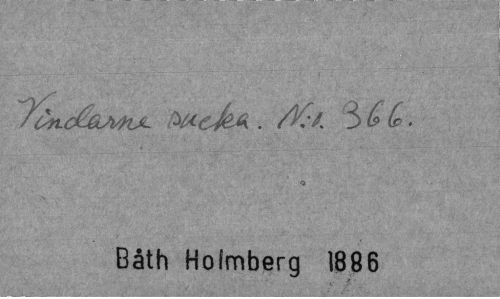 Vindarne sucka. N:o. 366.
Båth Holmberg 1886